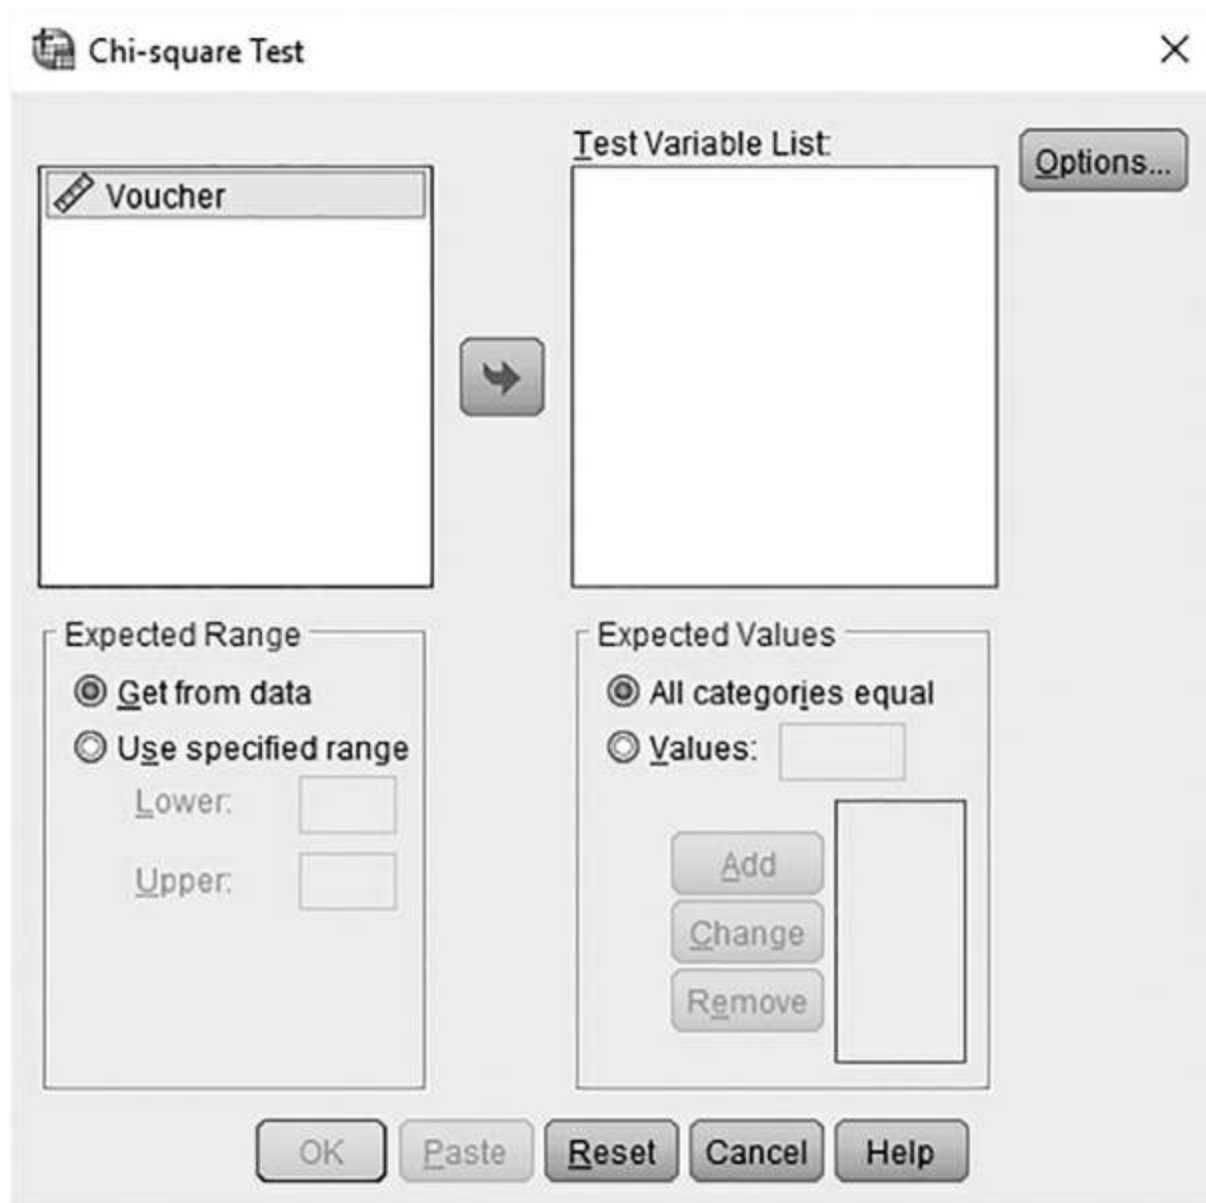 Chi-square Test
Test Variable List:
Options...
Voucher
Expected Range
Get from data
Use specified range
Lower:
Upper:
Expected Values
All categories equal
Values:
Add
Change
Remove
OK Paste Reset Cancel Help